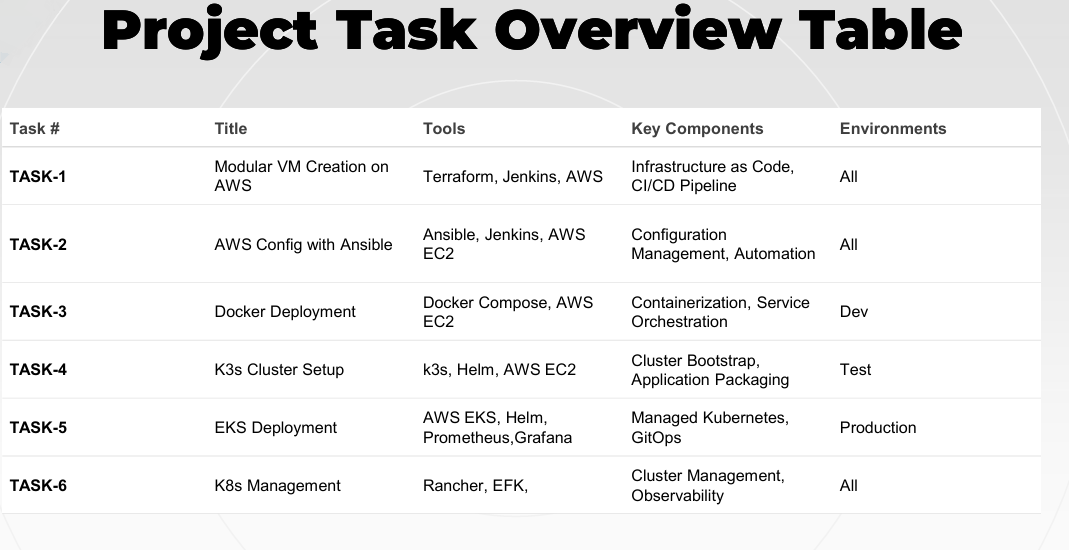 Project Task Overview Table
Task # Title Tools Key Components Environments
TASK-1 Modular VM Creation on AWS Terraform, Jenkins, AWS Infrastructure as Code, CI/CD Pipeline All
TASK-2 AWS Config with Ansible Ansible, Jenkins, AWS EC2 Configuration Management, Automation All
TASK-3 Docker Deployment Docker Compose, AWS EC2 Containerization, Service Orchestration Dev
TASK-4 K3s Cluster Setup k3s, Helm, AWS EC2 Cluster Bootstrap, Application Packaging Test
TASK-5 EKS Deployment AWS EKS, Helm, Prometheus,Grafana Managed Kubernetes, GitOps Production
TASK-6 K8s Management Rancher, EFK, Cluster Management, Observability All